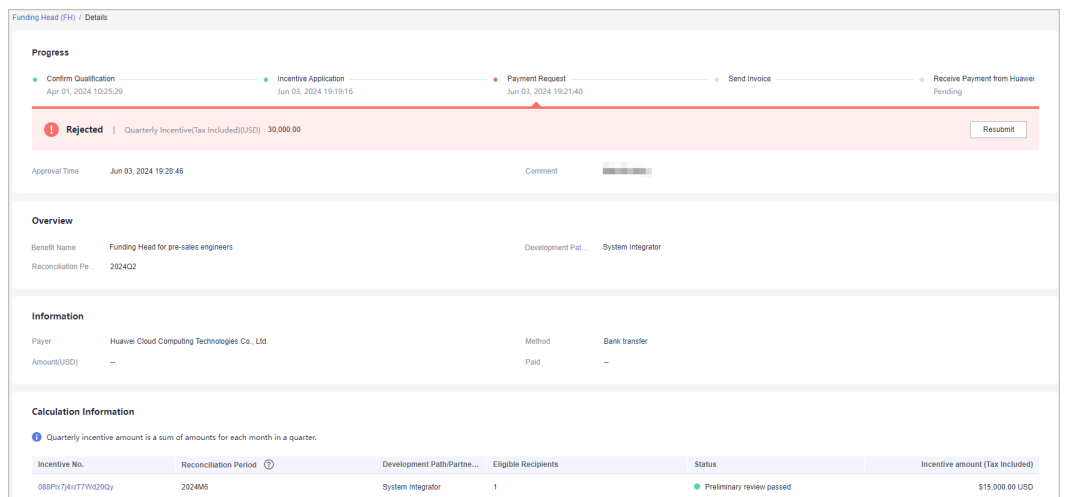 Funding Head (FH) / Details
Progress
Confirm Qualification Incentive Application Payment Request Send Invoice Receive Payment from Huawei
Apr 01, 2024 10:25:29 Jun 03, 2024 19:19:16 Jun 03, 2024 19:21:40 Pending
Rejected | Quarterly Incentive(Tax Included)(USD) 30,000.00 Resubmit
Approval Time Jun 03, 2024 19:28:46 Comment
Overview
Benefit Name Funding Head for pre-sales engineers Development Pat... System Integrator
Reconciliation Pe... 2024Q2
Information
Payer Huawei Cloud Computing Technologies Co., Ltd. Method Bank transfer
Amount(USD) -- Paid --
Calculation Information
Quarterly incentive amount is a sum of amounts for each month in a quarter.
Incentive No. Reconciliation Period Development Path/Partne... Eligible Recipients Status Incentive amount (Tax Included)
2024M6 System Integrator 1 Preliminary review passed $15,000.00 USD